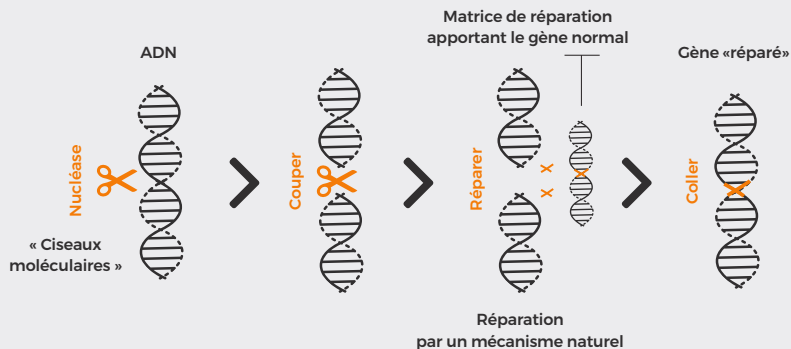 Matrice de réparation
apportant le gène normal
ADN
Gène «réparé»
Nucléase
Couper
Réparer
Coller
« Ciseaux
moléculaires »
Réparation
par un mécanisme naturel